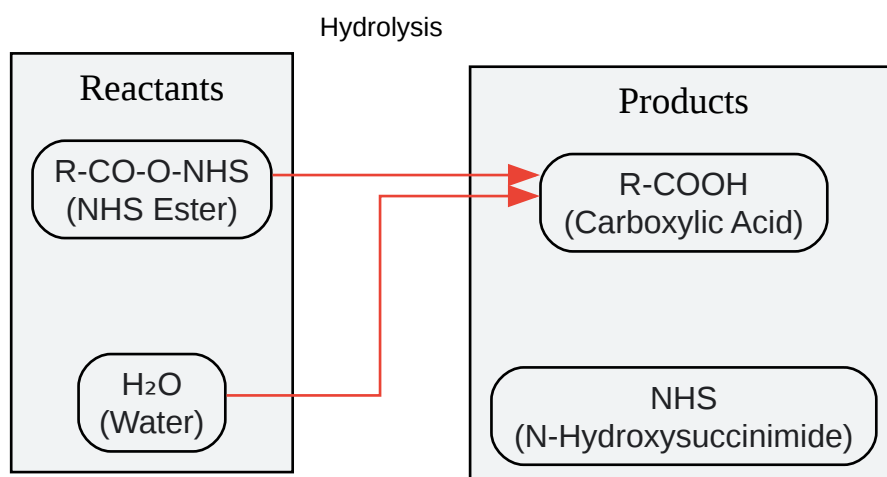 Hydrolysis
Reactants
R-CO-O-NHS
(NHS Ester)
H₂O
(Water)
Products
R-COOH
(Carboxylic Acid)
NHS
(N-Hydroxysuccinimide)